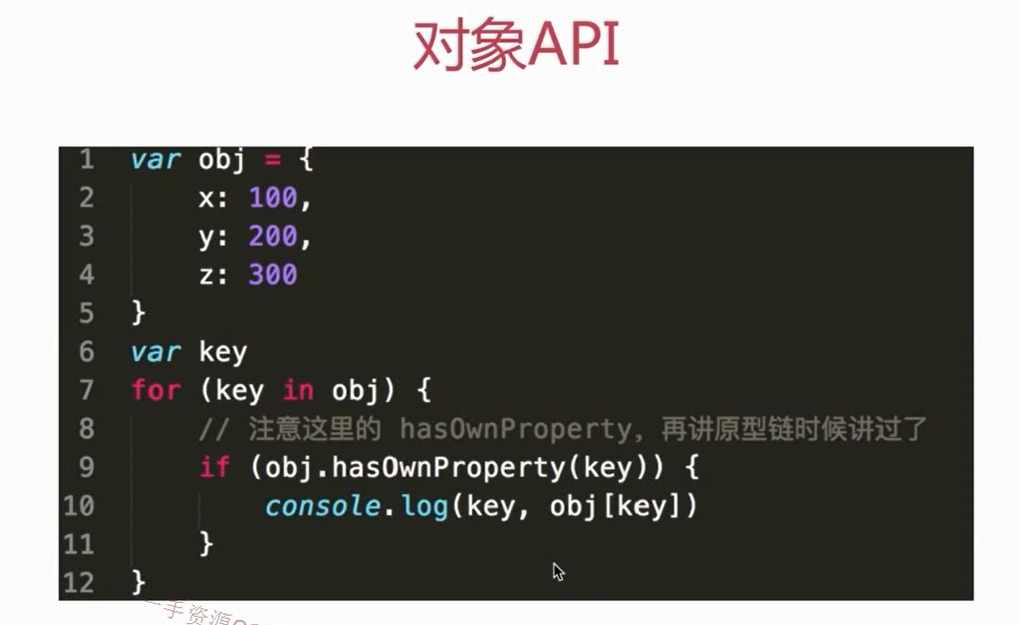 对象API
1 var obj = {
2     x: 100,
3     y: 200,
4     z: 300
5 }
6 var key
7 for (key in obj) {
8     // 注意这里的 hasOwnProperty，再讲原型链时候讲过了
9     if (obj.hasOwnProperty(key)) {
10         console.log(key, obj[key])
11     }
12 }
手资源